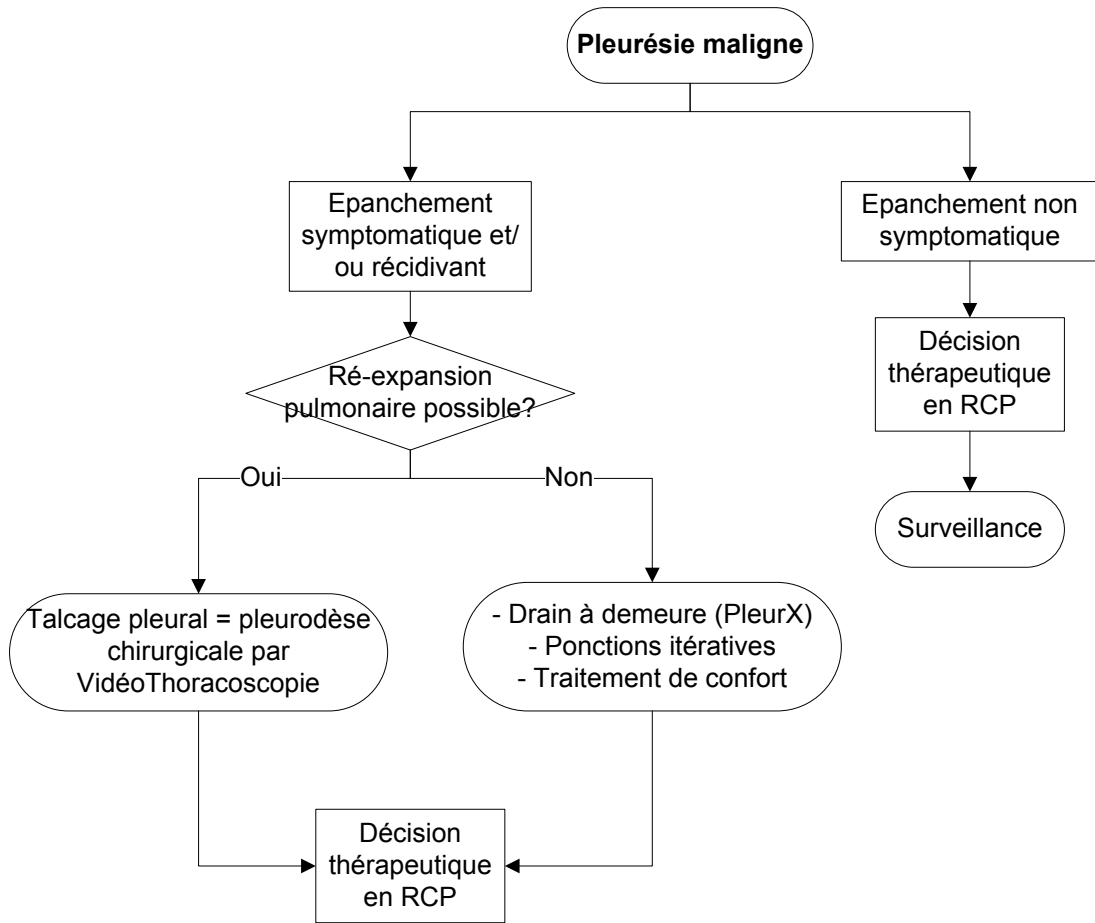 Pleurésie maligne
Epanchement
symptomatique et/
ou récidivant
Epanchement non
symptomatique
Décision
thérapeutique
en RCP
Ré-expansion
pulmonaire possible?
Oui
Non
Surveillance
Talcage pleural = pleurodèse
chirurgicale par
VidéoThoracoscopie
- Drain à demeure (PleurX)
- Ponctions itératives
- Traitement de confort
Décision
thérapeutique
en RCP